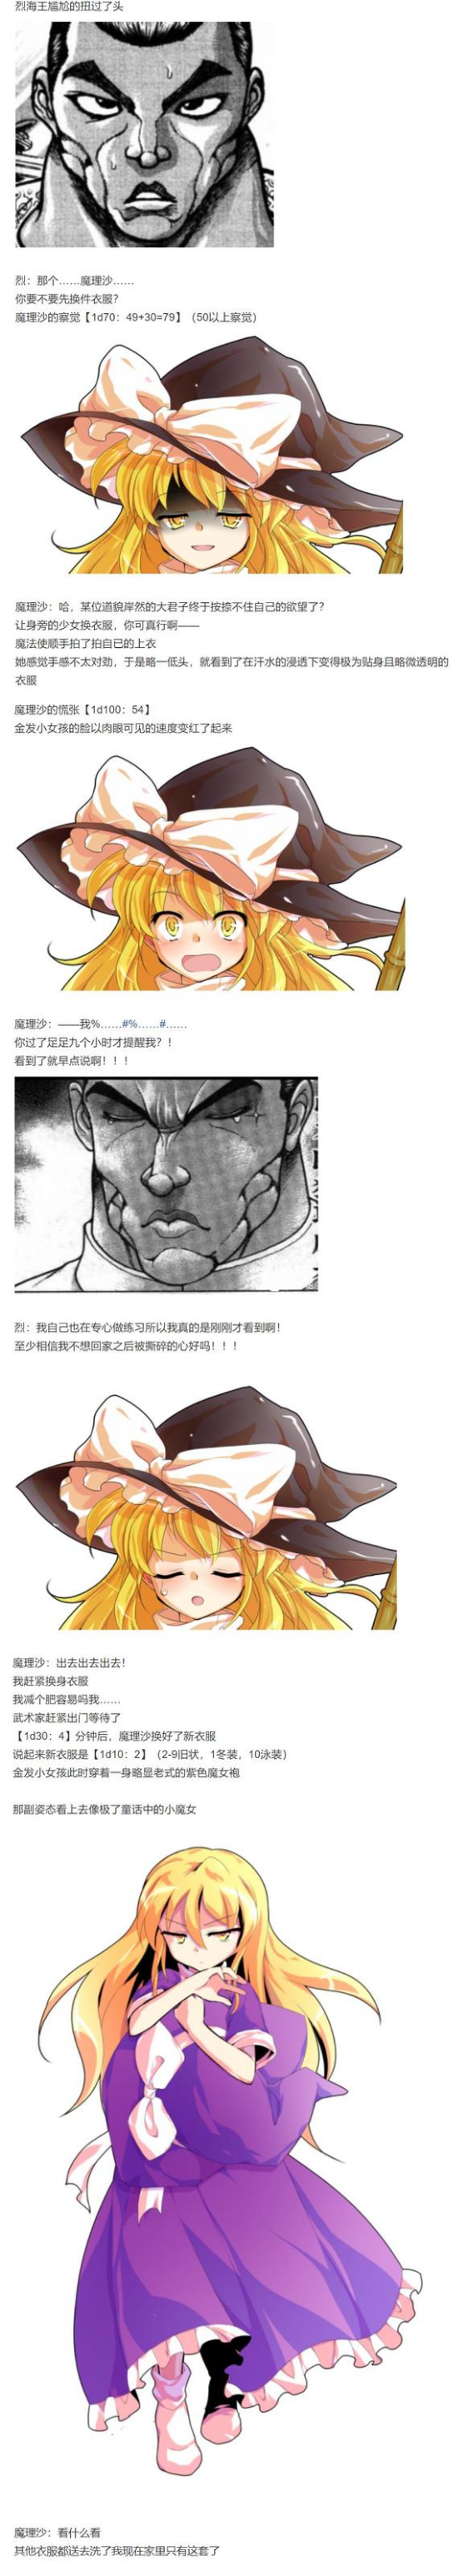 烈海王尴尬的扭过了头
烈：那个……魔理沙……
你要不要先换件衣服?
魔理沙的察觉【1d70：49+30=79】（50以上察觉）
魔理沙：哈，某位道貌岸然的大君子终于按捺不住自己的欲望了?
让身旁的少女换衣服，你可真行啊——
魔法使顺手拍了拍自已的上衣
她感觉手感不太对劲，于是略一低头，就看到了在汗水的浸透下变得极为贴身且略微透明的
衣服
魔理沙的慌张【1d100：54】
金发小女孩的脸以肉眼可见的速度变红了起来
魔理沙：——我%……#%……#……
你过了足足九个小时才提醒我?！
看到了就早点说啊！！！
烈：我自己也在专心做练习所以我真的是刚刚才看到啊！
至少相信我不想回家之后被撕碎的心好吗！！！
魔理沙：出去出去出去！
我赶紧换身衣服
我减个肥容易吗我……
武术家赶紧出门等待了
【1d30：4】分钟后，魔理沙换好了新衣服
说起来新衣服是【1d10：2】（2-9旧状，1冬装，10泳装）
金发小女孩此时穿着一身略显老式的紫色魔女袍
那副姿态看上去像极了童话中的小魔女
魔理沙：看什么看
其他衣服都送去洗了我现在家里只有这套了